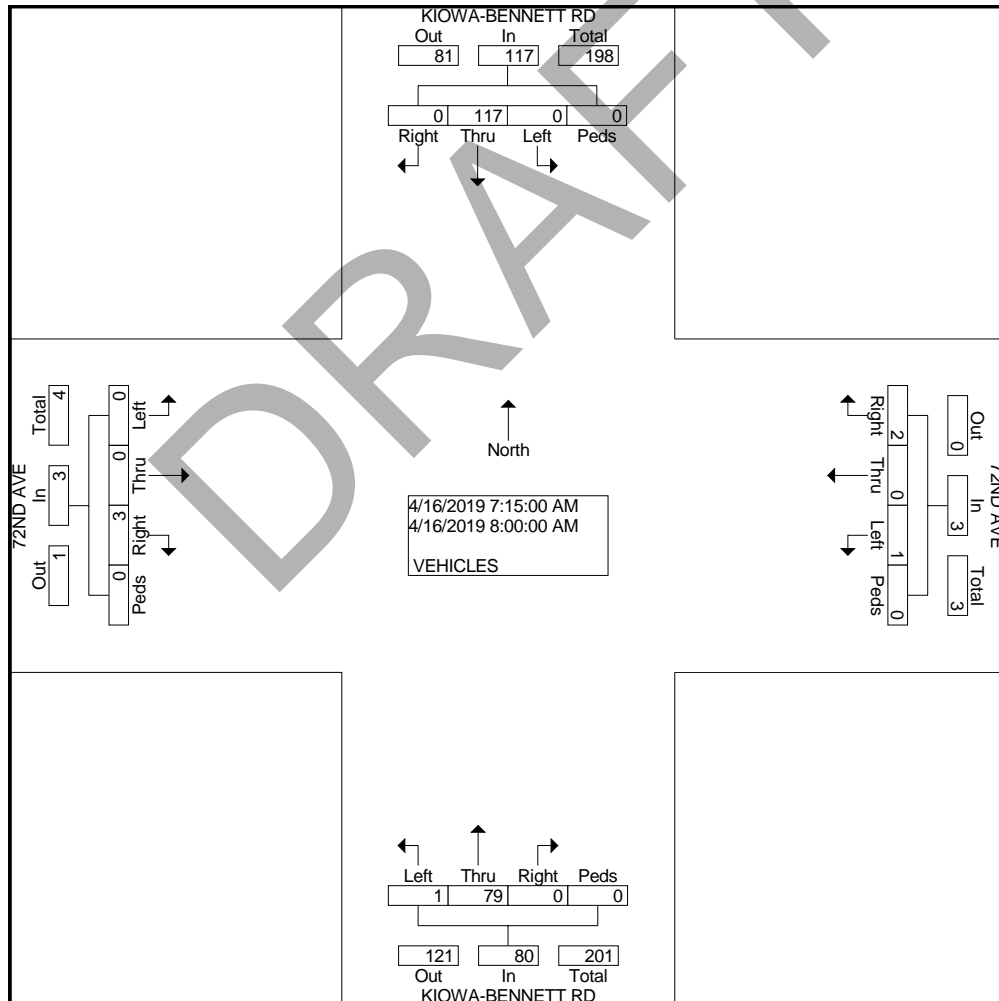 KIOWA-BENNETT RD
Out In Total
81 117 198
0 117 0 0
Right Thru Left Peds
72ND AVE
Total In Out
4 3 1
0 0 3 0
Left Thru Right Peds
North
4/16/2019 7:15:00 AM
4/16/2019 8:00:00 AM
VEHICLES
Right Thru Left Peds
2 0 1 0
Out In Total
0 3 3
72ND AVE
Left Thru Right Peds
1 79 0 0
121 80 201
Out In Total
KIOWA-BENNETT RD
DRAFT